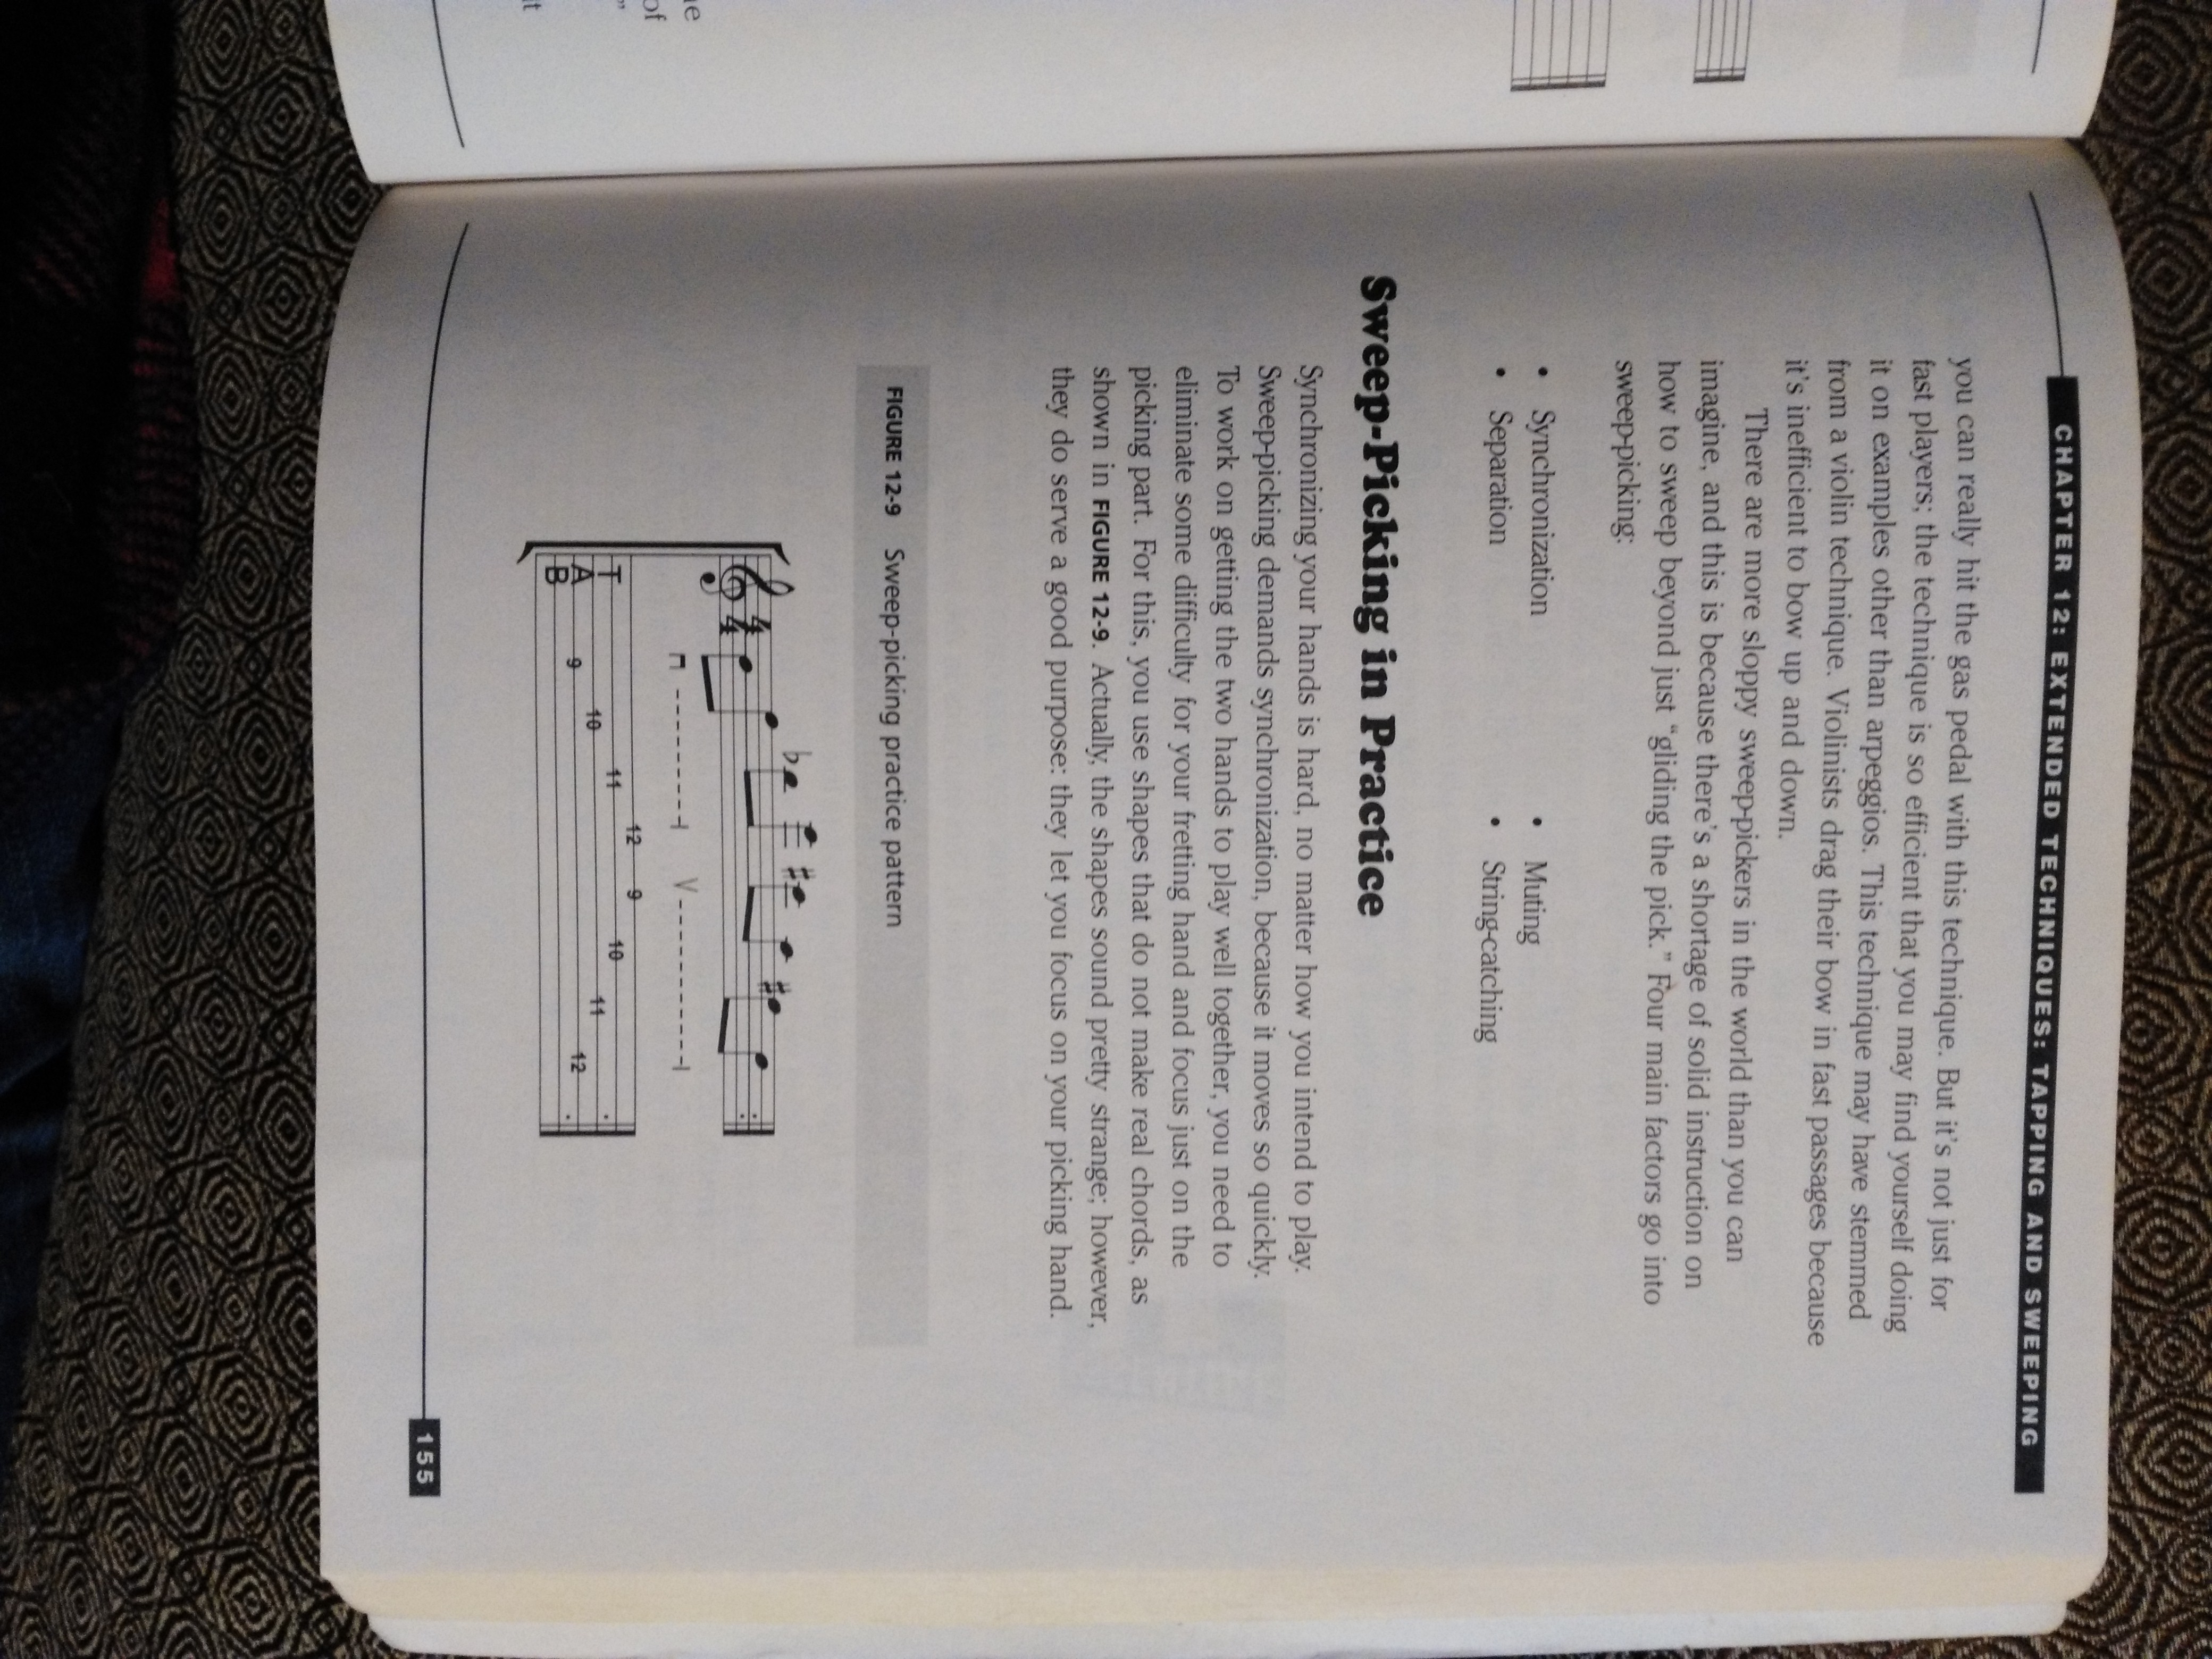 CHAPTER 12: EXTENDED TECHNIQUES: TAPPING AND SWEEPING
you can really hit the gas pedal with this technique. But it's not just for
fast players; the technique is so efficient that you may find yourself doing
it on examples other than arpeggios. This technique may have stemmed
from a violin technique. Violinists drag their bow in fast passages because
it's inefficient to bow up and down.
There are more sloppy sweep-pickers in the world than you can
imagine, and this is because there's a shortage of solid instruction on
how to sweep beyond just “gliding the pick.” Four main factors go into
sweep-picking:
• Synchronization • Muting
• Separation • String-catching
Sweep-Picking in Practice
Synchronizing your hands is hard, no matter how you intend to play.
Sweep-picking demands synchronization, because it moves so quickly.
To work on getting the two hands to play well together, you need to
eliminate some difficulty for your fretting hand and focus just on the
picking part. For this, you use shapes that do not make real chords, as
shown in FIGURE 12-9. Actually, the shapes sound pretty strange; however,
they do serve a good purpose: they let you focus on your picking hand.
FIGURE 12-9 Sweep-picking practice pattern
4
4
V
12 9
T 11 10
A 10 11
B 9 12
155
ne
of
”
it